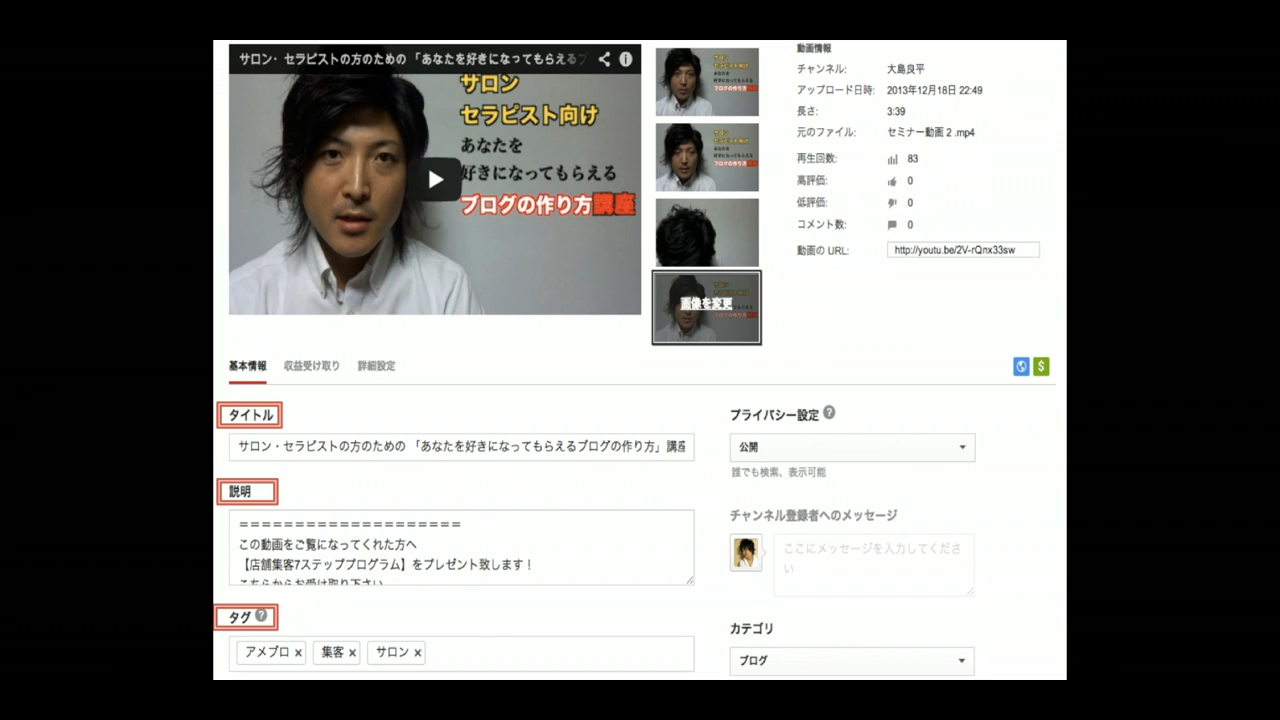 サロン・セラピストの方のための 「あなたを好きになってもらえるブ
サロン
セラピスト向け
あなたを
好きになってもらえる
ブログの作り方講座
画像を変更
動画情報
チャンネル: 大島良平
アップロード日時: 2013年12月18日 22:49
長さ: 3:39
元のファイル: セミナー動画 2 .mp4
再生回数: 83
高評価: 0
低評価: 0
コメント数: 0
動画の URL: http://youtu.be/2V-rQnx33sw
基本情報 収益受け取り 詳細設定
タイトル
サロン・セラピストの方のための 「あなたを好きになってもらえるブログの作り方」講座
説明
====================
この動画をご覧になってくれた方へ
【店舗集客7ステッププログラム】をプレゼント致します！
こちらからお受け取り下さい
タグ ?
アメブロ x 集客 x サロン x
プライバシー設定 ?
公開
誰でも検索、表示可能
チャンネル登録者へのメッセージ
ここにメッセージを入力してくださ
い
カテゴリ
ブログ